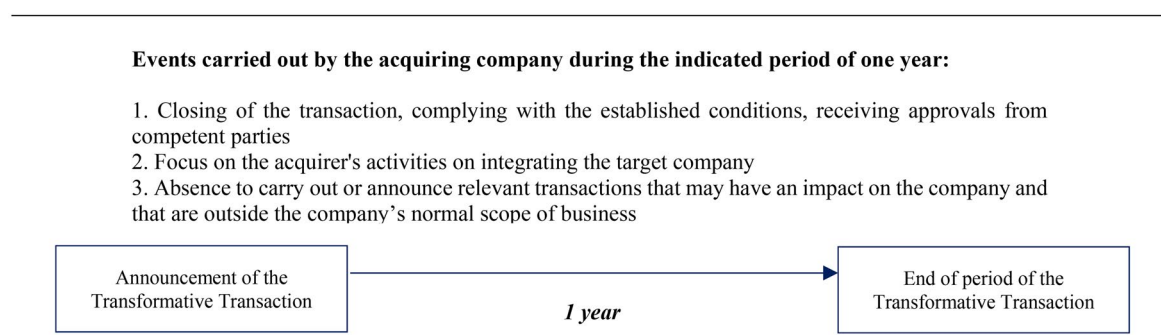 Events carried out by the acquiring company during the indicated period of one year:
1. Closing of the transaction, complying with the established conditions, receiving approvals from
competent parties
2. Focus on the acquirer's activities on integrating the target company
3. Absence to carry out or announce relevant transactions that may have an impact on the company and
that are outside the company’s normal scope of business
Announcement of the
Transformative Transaction
1 year
End of period of the
Transformative Transaction